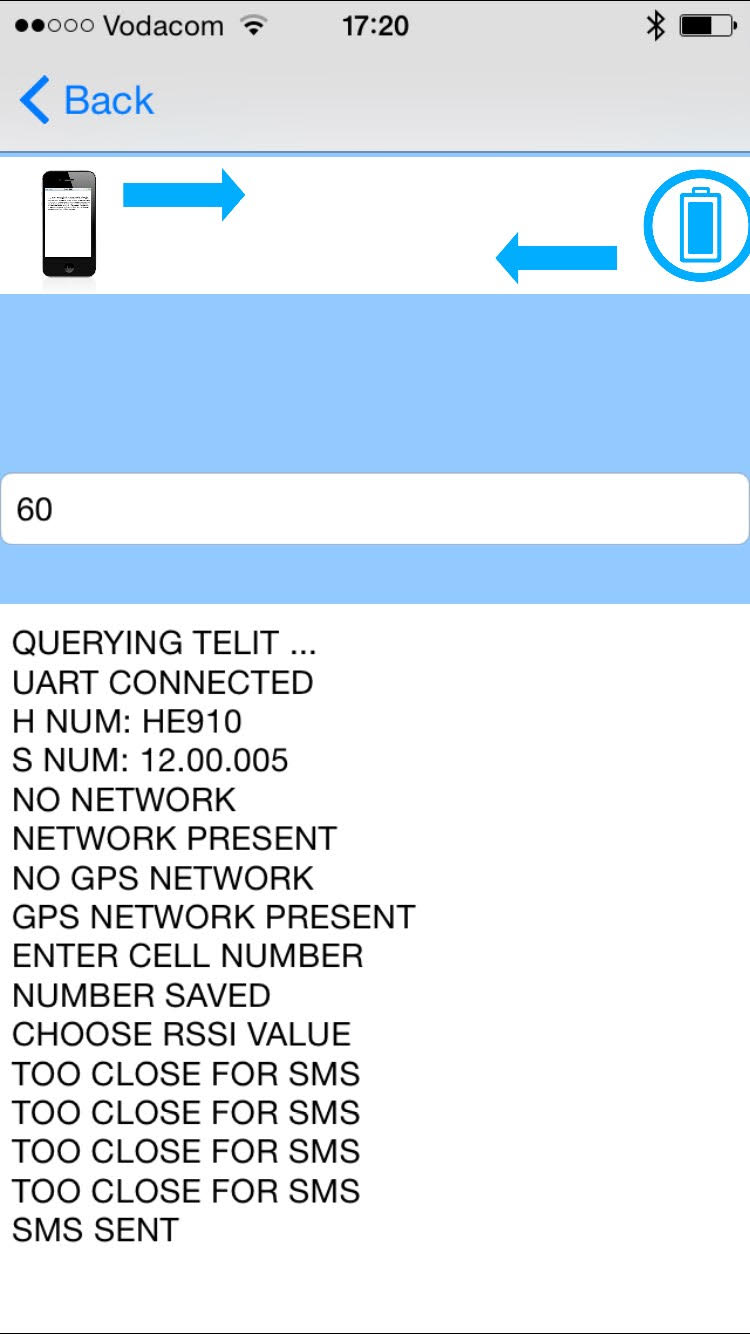 Vodacom 17:20
Back
60
QUERYING TELIT ...
UART CONNECTED
H NUM: HE910
S NUM: 12.00.005
NO NETWORK
NETWORK PRESENT
NO GPS NETWORK
GPS NETWORK PRESENT
ENTER CELL NUMBER
NUMBER SAVED
CHOOSE RSSI VALUE
TOO CLOSE FOR SMS
TOO CLOSE FOR SMS
TOO CLOSE FOR SMS
TOO CLOSE FOR SMS
SMS SENT